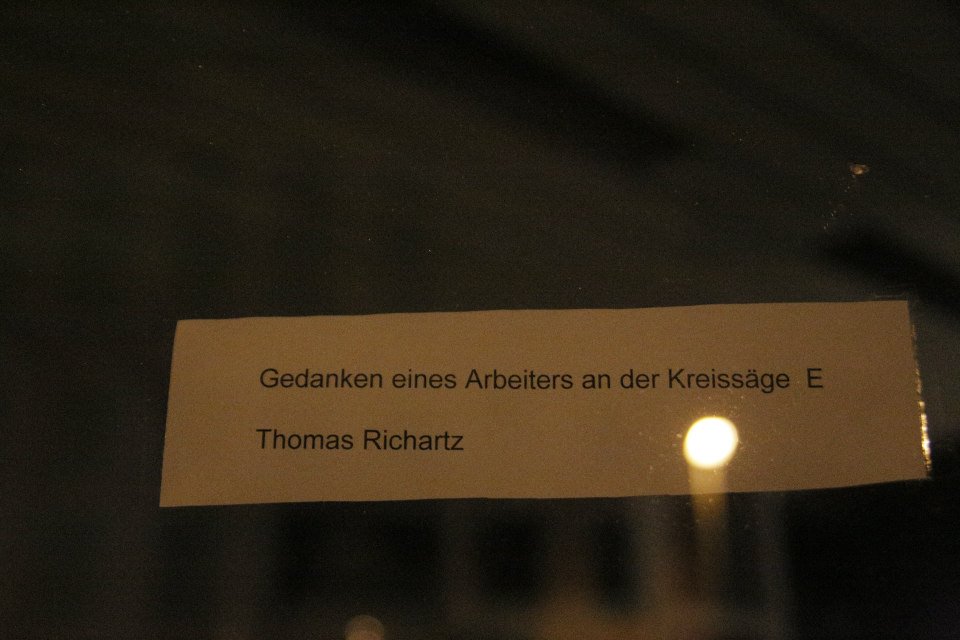 Gedanken eines Arbeiters an der Kreissäge E
Thomas Richartz